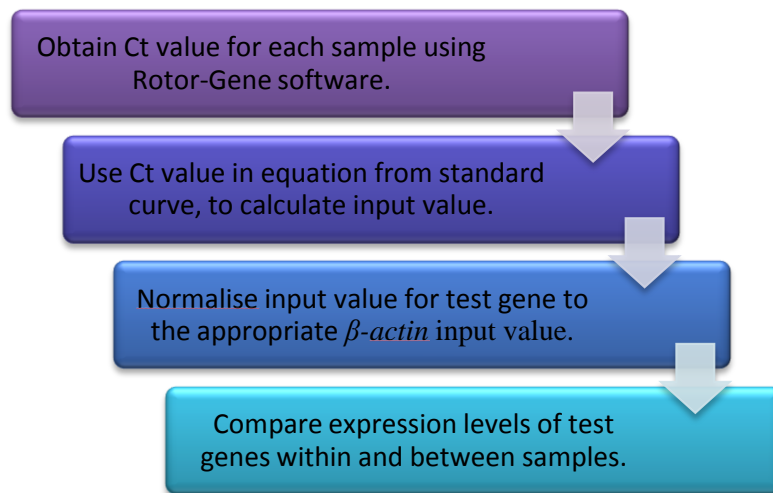 Obtain Ct value for each sample using
Rotor-Gene software.
Use Ct value in equation from standard
curve, to calculate input value.
Normalise input value for test gene to
the appropriate β-actin input value.
Compare expression levels of test
genes within and between samples.